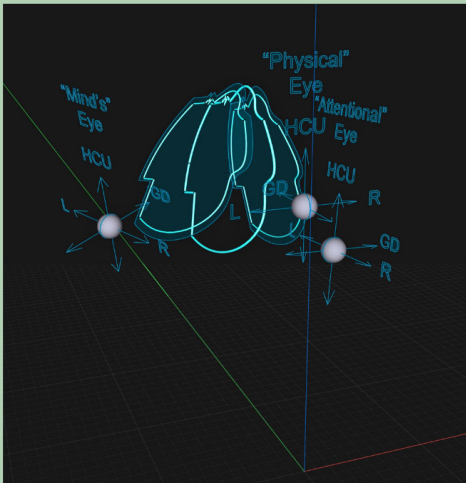 "Physical"
Eye
"Mind's"
Eye
"Attentional"
Eye
HCU
HCU
HCU
L
GD
R
GD
L
R
L
GD
R